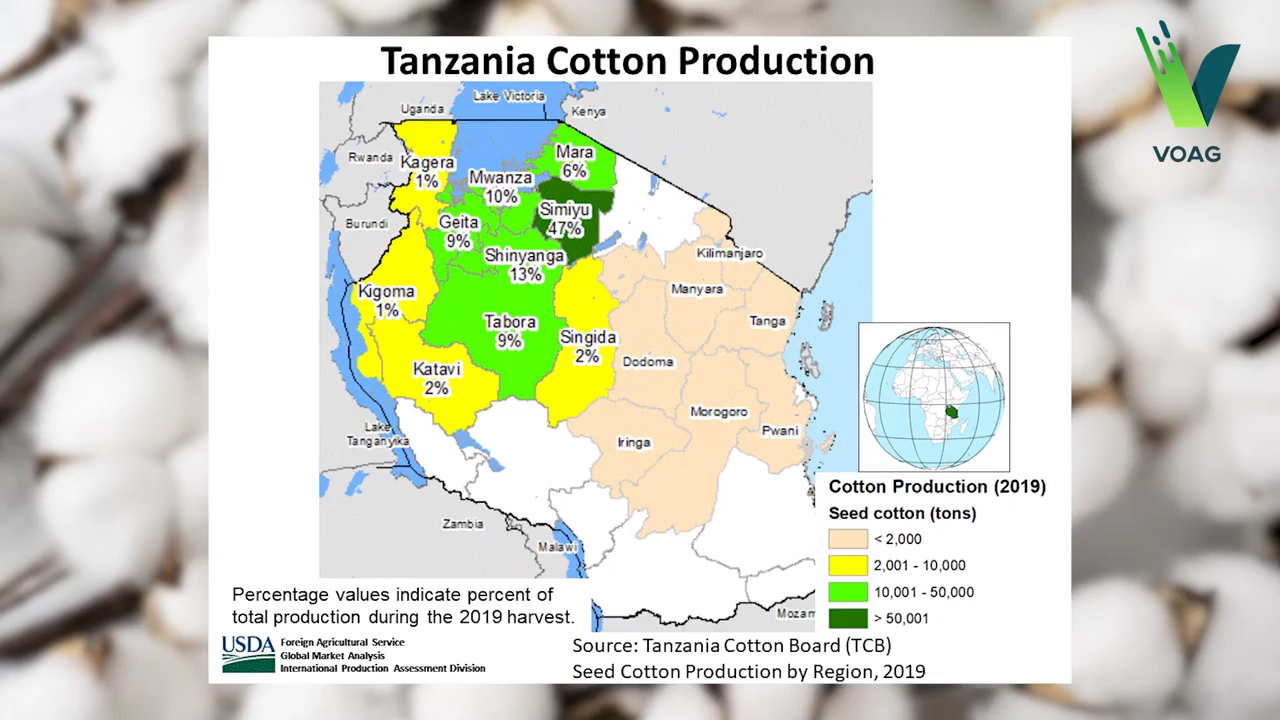 Tanzania Cotton Production
VOAG
Lake Victoria
Uganda
Kenya
Rwanda
Kagera
1%
Mara
6%
Mwanza
10%
Simiyu
47%
Burundi
Geita
9%
Shinyanga
13%
Kilimanjaro
Kigoma
1%
Manyara
Tabora
9%
Tanga
Singida
2%
Dodoma
Katavi
2%
Morogoro
Pwani
Lake
Tanganyika
Iringa
Zambia
Malawi
Mozam
Cotton Production (2019)
Seed cotton (tons)
< 2,000
2,001 - 10,000
10,001 - 50,000
> 50,001
Percentage values indicate percent of
total production during the 2019 harvest.
USDA
Foreign Agricultural Service
Global Market Analysis
International Production Assessment Division
Source: Tanzania Cotton Board (TCB)
Seed Cotton Production by Region, 2019